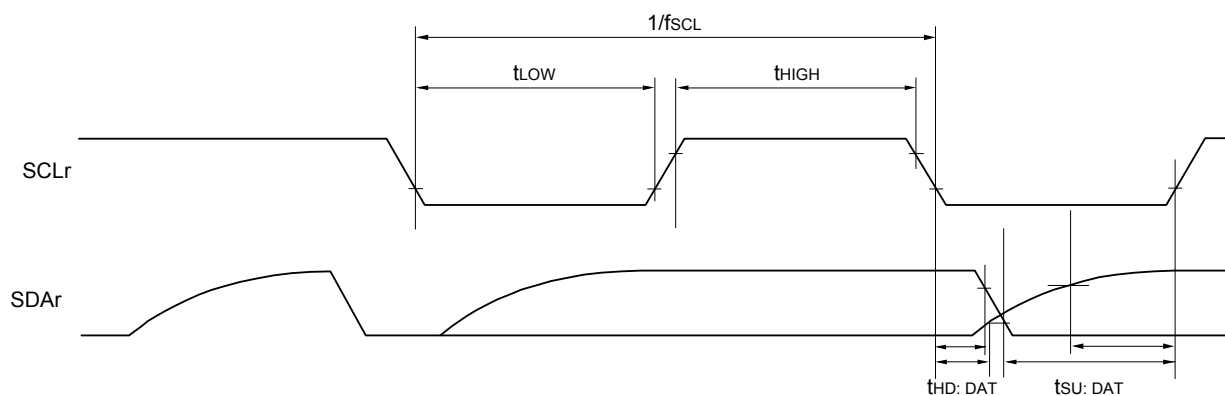 1/fSCL
tLOW
tHIGH
SCLr
SDAr
tHD: DAT
tSU: DAT